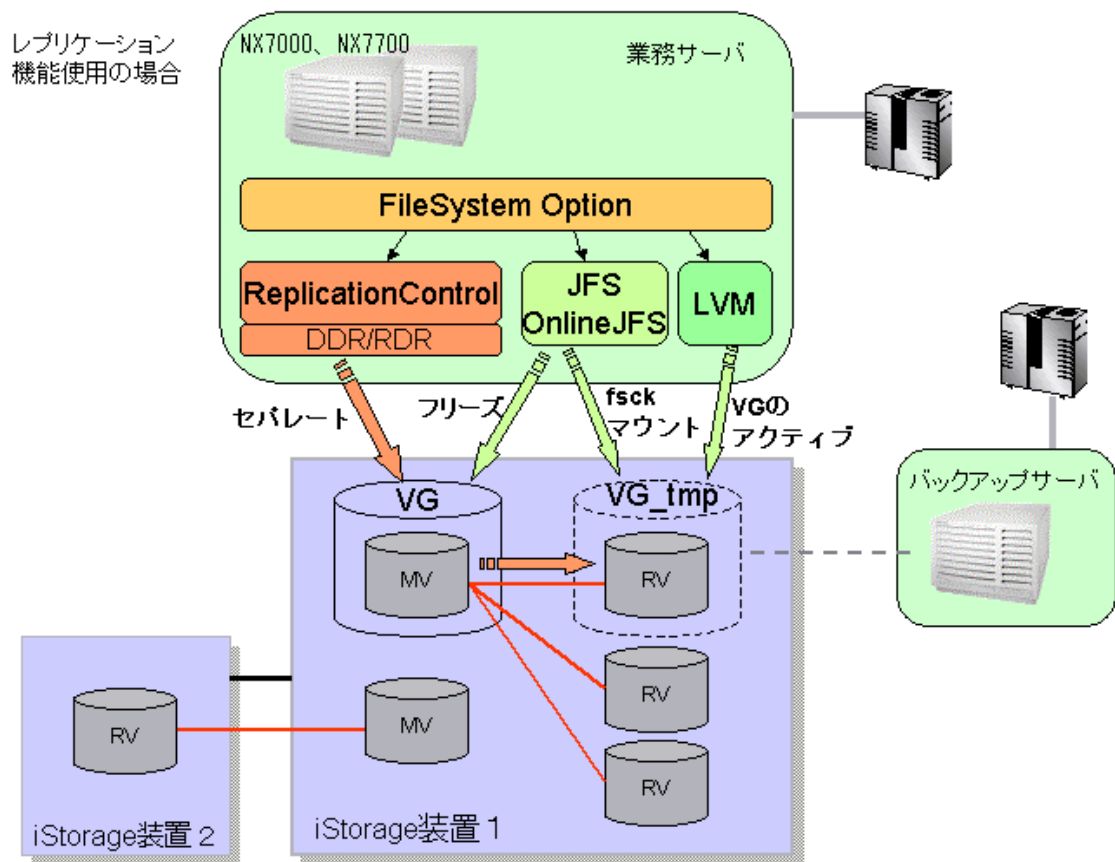 レプリケーション
機能使用の場合
NX7000、NX7700
業務サーバ
FileSystem Option
ReplicationControl
DDR/RDR
JFS
OnlineJFS
LVM
セパレート
フリーズ
fsck
マウント
VGの
アクティブ
バックアップサーバ
VG
VG_tmp
MV
RV
RV
MV
RV
RV
iStorage装置2
iStorage装置1